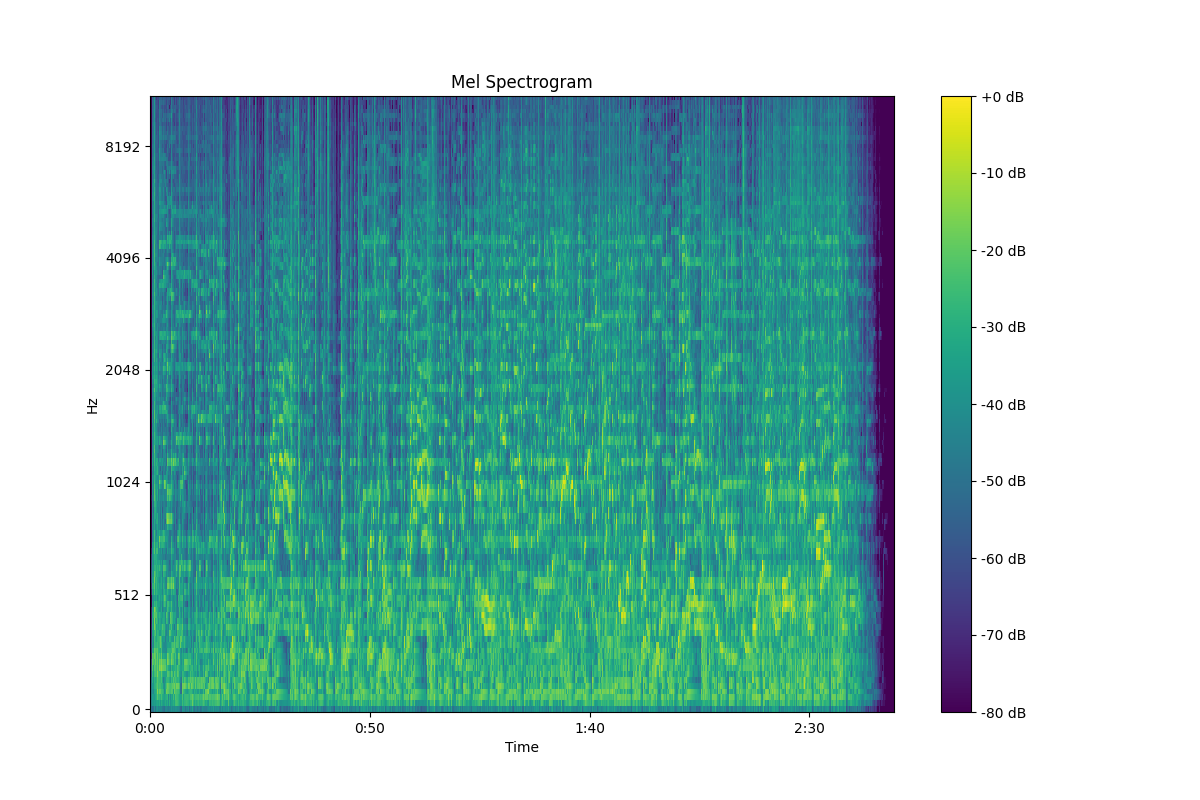 Mel Spectrogram
+0 dB
8192
-10 dB
-20 dB
4096
-30 dB
2048
-40 dB
Hz
1024
-50 dB
-60 dB
512
-70 dB
0
-80 dB
0:00
0:50
1:40
2:30
Time